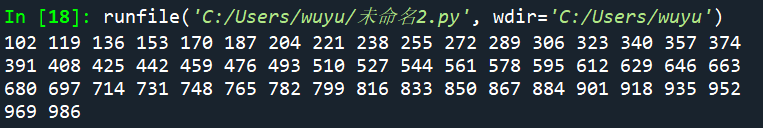 In [18]: runfile('C:/Users/wuyu/未命名2.py', wdir='C:/Users/wuyu')
102 119 136 153 170 187 204 221 238 255 272 289 306 323 340 357 374
391 408 425 442 459 476 493 510 527 544 561 578 595 612 629 646 663
680 697 714 731 748 765 782 799 816 833 850 867 884 901 918 935 952
969 986